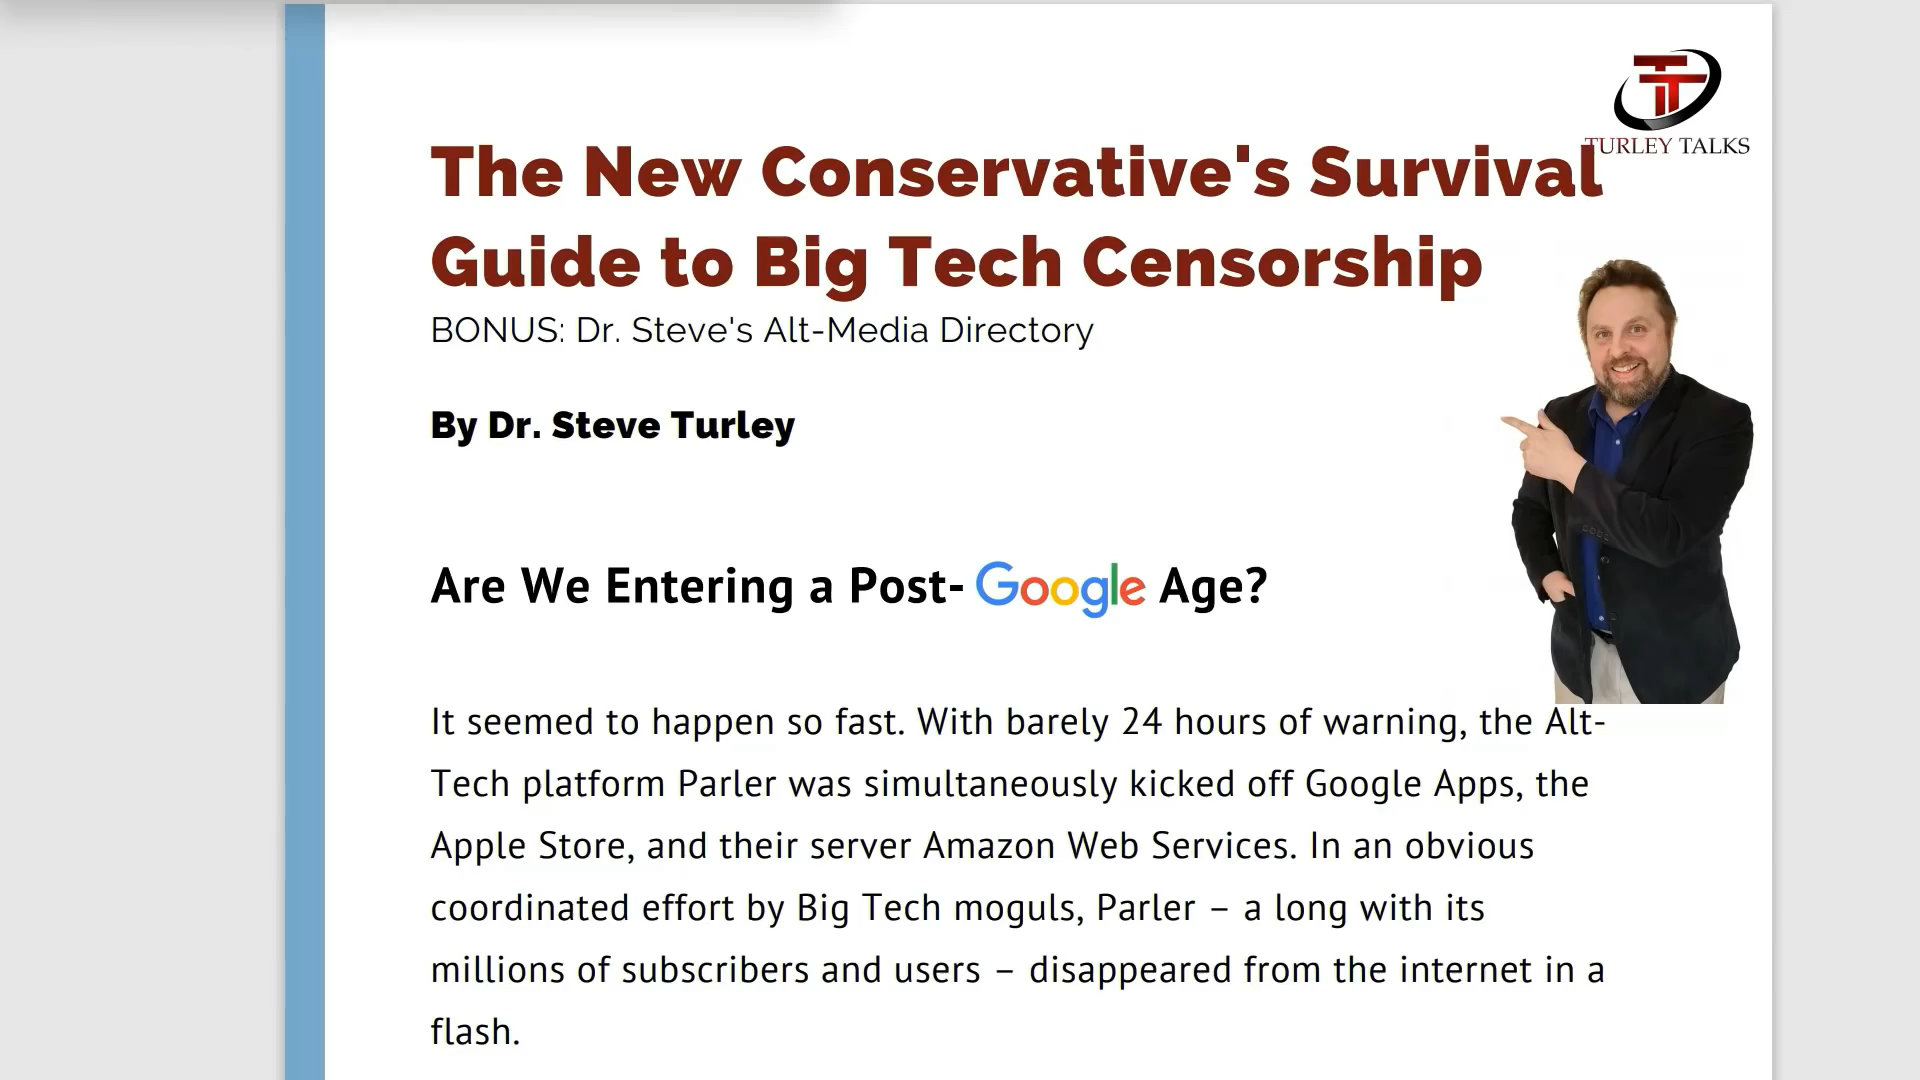 TURLEY TALKS
The New Conservative's Survival
Guide to Big Tech Censorship
BONUS: Dr. Steve's Alt-Media Directory
By Dr. Steve Turley
Are We Entering a Post- Google Age?
It seemed to happen so fast. With barely 24 hours of warning, the Alt-
Tech platform Parler was simultaneously kicked off Google Apps, the
Apple Store, and their server Amazon Web Services. In an obvious
coordinated effort by Big Tech moguls, Parler – a long with its
millions of subscribers and users – disappeared from the internet in a
flash.